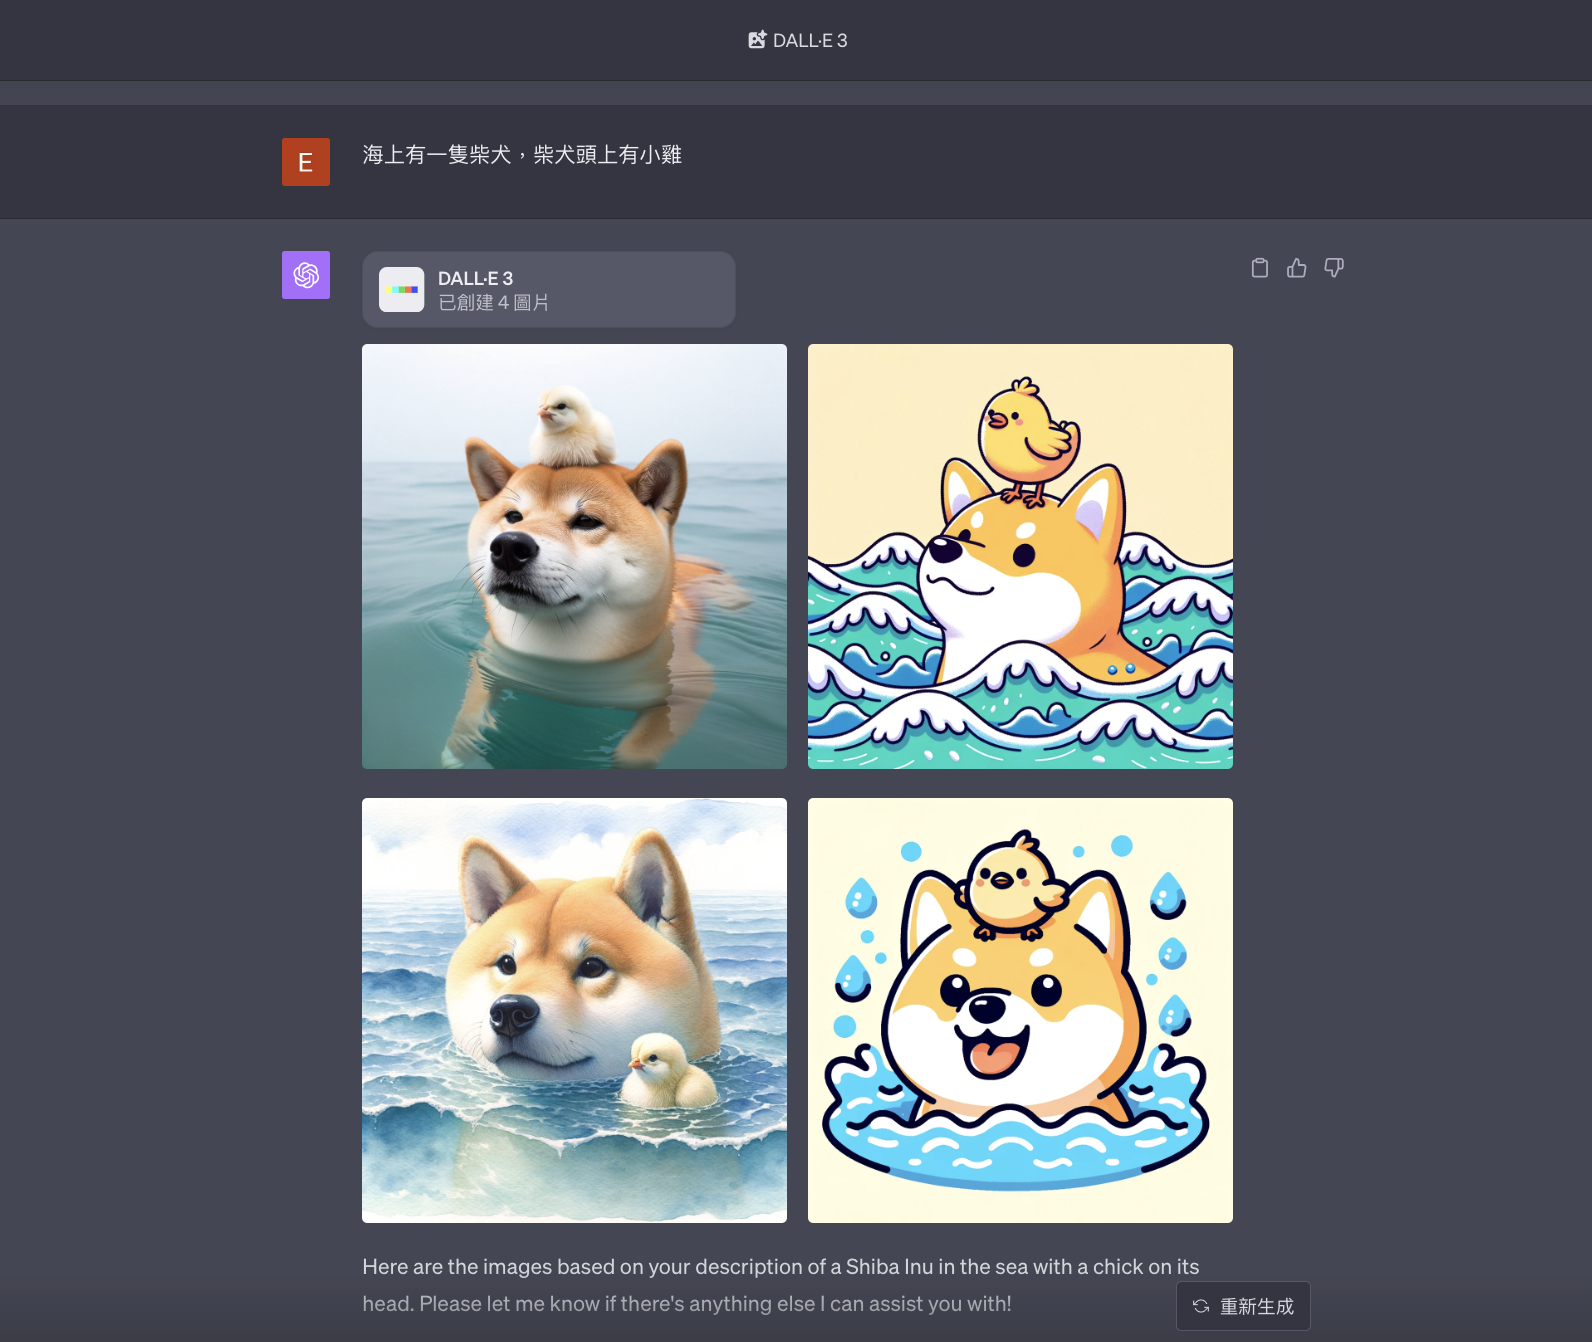 DALL·E 3
E
海上有一隻柴犬，柴犬頭上有小雞
DALL·E 3
已創建 4 圖片
Here are the images based on your description of a Shiba Inu in the sea with a chick on its
head. Please let me know if there's anything else I can assist you with!
重新生成